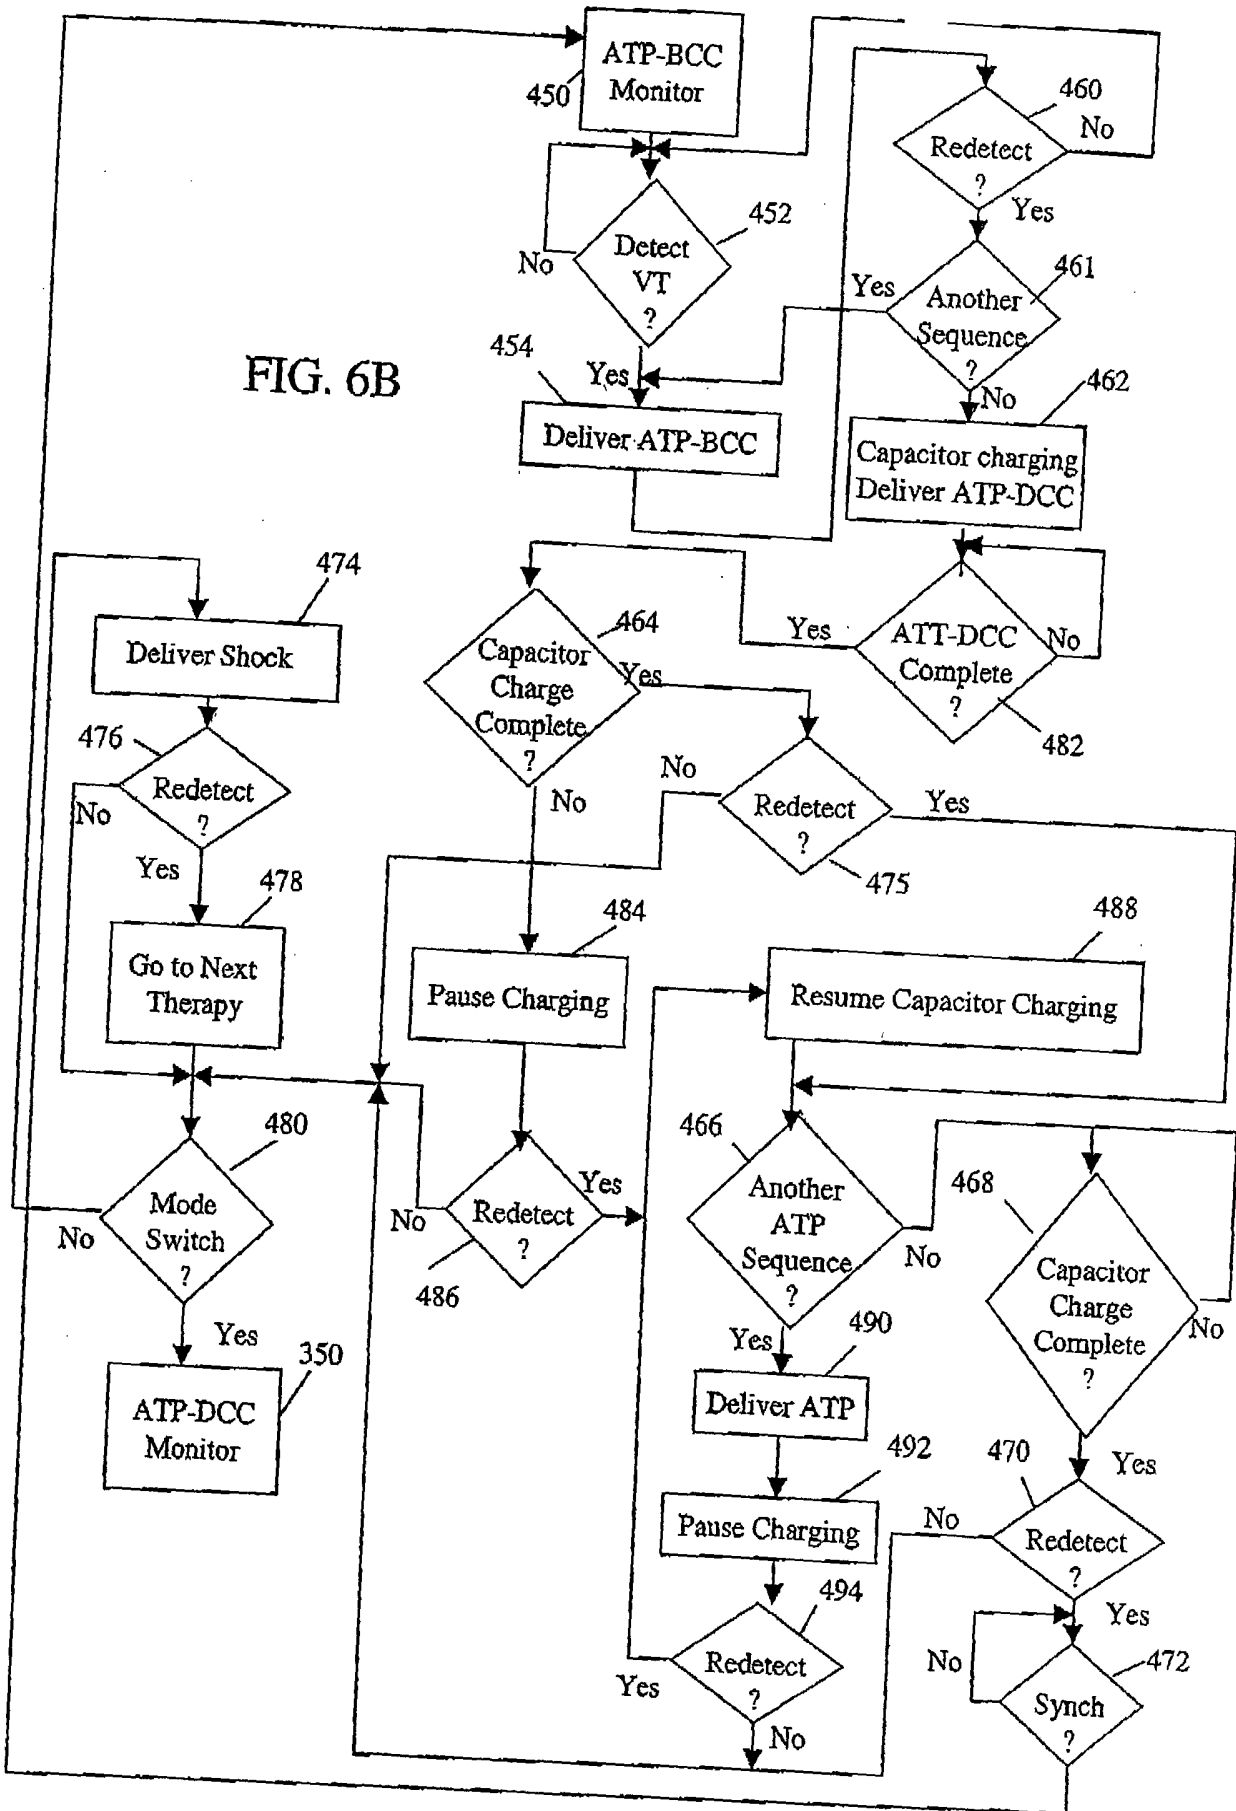 ATP-BCC
Monitor
450
460
Redetect
?
No
Yes
452
Detect
VT
?
No
Yes
461
Another
Sequence
?
Yes
No
FIG. 6B
454
Deliver ATP-BCC
462
Capacitor charging
Deliver ATP-DCC
474
Deliver Shock
464
Capacitor
Charge
Complete
?
Yes
No
ATT-DCC
Complete
?
Yes
No
482
476
Redetect
?
No
Yes
Redetect
?
No
Yes
475
478
Go to Next
Therapy
484
Pause Charging
488
Resume Capacitor Charging
480
Mode
Switch
?
No
Yes
Redetect
?
No
Yes
486
466
Another
ATP
Sequence
?
No
Yes
468
Capacitor
Charge
Complete
?
No
Yes
350
ATP-DCC
Monitor
490
Deliver ATP
492
Pause Charging
470
Redetect
?
No
Yes
494
Redetect
?
Yes
No
472
Synch
?
No